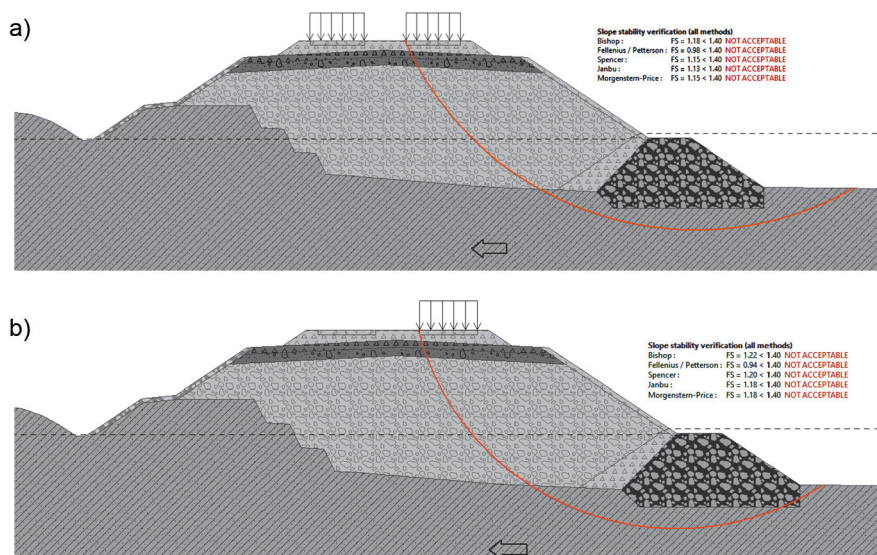 a)
Slope stability verification (all methods)
Bishop : FS = 1.18 < 1.40 NOT ACCEPTABLE
Fellenius / Petterson : FS = 0.98 < 1.40 NOT ACCEPTABLE
Spencer : FS = 1.15 < 1.40 NOT ACCEPTABLE
Janbu : FS = 1.13 < 1.40 NOT ACCEPTABLE
Morgenstern-Price : FS = 1.15 < 1.40 NOT ACCEPTABLE
b)
Slope stability verification (all methods)
Bishop : FS = 1.22 < 1.40 NOT ACCEPTABLE
Fellenius / Petterson : FS = 0.94 < 1.40 NOT ACCEPTABLE
Spencer : FS = 1.20 < 1.40 NOT ACCEPTABLE
Janbu : FS = 1.18 < 1.40 NOT ACCEPTABLE
Morgenstern-Price : FS = 1.18 < 1.40 NOT ACCEPTABLE